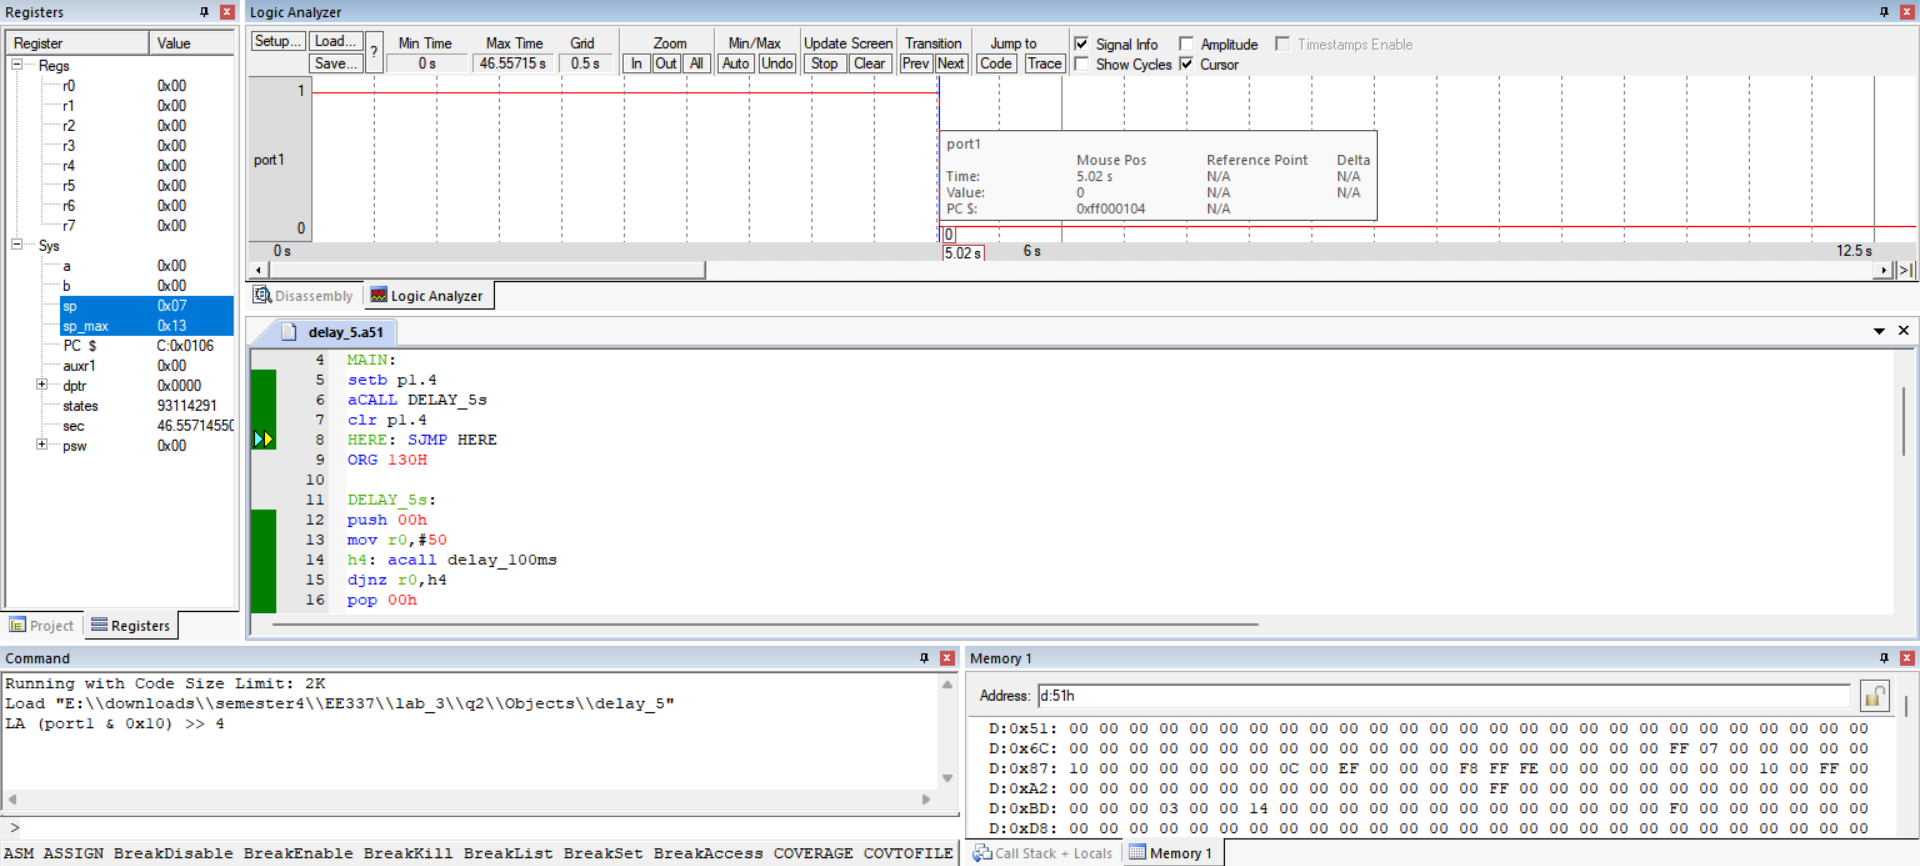 Registers
Register Value
Regs
r0 0x00
r1 0x00
r2 0x00
r3 0x00
r4 0x00
r5 0x00
r6 0x00
r7 0x00
Sys
a 0x00
b 0x00
sp 0x07
sp_max 0x13
PC $ C:0x0106
auxr1 0x00
dptr 0x0000
states 93114291
sec 46.55714550
psw 0x00
Project Registers
Logic Analyzer
Setup... Load... Save... ?
Min Time 0 s
Max Time 46.55715 s
Grid 0.5 s
Zoom In Out All
Min/Max Auto Undo
Update Screen Stop Clear
Transition Prev Next
Jump to Code Trace
Signal Info Amplitude Timestamps Enable
Show Cycles Cursor
1
port1
0
port1
Mouse Pos Reference Point Delta
Time: 5.02 s N/A N/A
Value: 0 N/A N/A
PC $: 0xff000104 N/A
0
0 s 5.02 s 6 s 12.5 s
>|
Disassembly Logic Analyzer
delay_5.a51
4 MAIN:
5 setb p1.4
6 aCALL DELAY_5s
7 clr p1.4
8 HERE: SJMP HERE
9 ORG 130H
10
11 DELAY_5s:
12 push 00h
13 mov r0,#50
14 h4: acall delay_100ms
15 djnz r0,h4
16 pop 00h
Command
Running with Code Size Limit: 2K
Load "E:\\downloads\\semester4\\EE337\\lab_3\\q2\\Objects\\delay_5"
LA (port1 & 0x10) >> 4
>
ASM ASSIGN BreakDisable BreakEnable BreakKill BreakList BreakSet BreakAccess COVERAGE COVTOFILE
Memory 1
Address: d:51h
D:0x51: 00 00 00 00 00 00 00 00 00 00 00 00 00 00 00 00 00 00 00 00 00 00 00 00 00 00 00
D:0x6C: 00 00 00 00 00 00 00 00 00 00 00 00 00 00 00 00 00 00 00 00 FF 07 00 00 00 00 00
D:0x87: 10 00 00 00 00 00 00 0C 00 EF 00 00 00 F8 FF FE 00 00 00 00 00 00 00 10 00 FF 00
D:0xA2: 00 00 00 00 00 00 00 00 00 00 00 00 00 00 FF 00 00 00 00 00 00 00 00 00 00 00 00
D:0xBD: 00 00 00 03 00 00 14 00 00 00 00 00 00 00 00 00 00 00 00 00 F0 00 00 00 00 00 00
D:0xD8: 00 00 00 00 00 00 00 00 00 00 00 00 00 00 00 00 00 00 00 00 00 00 00 00 00 00 00
Call Stack + Locals Memory 1